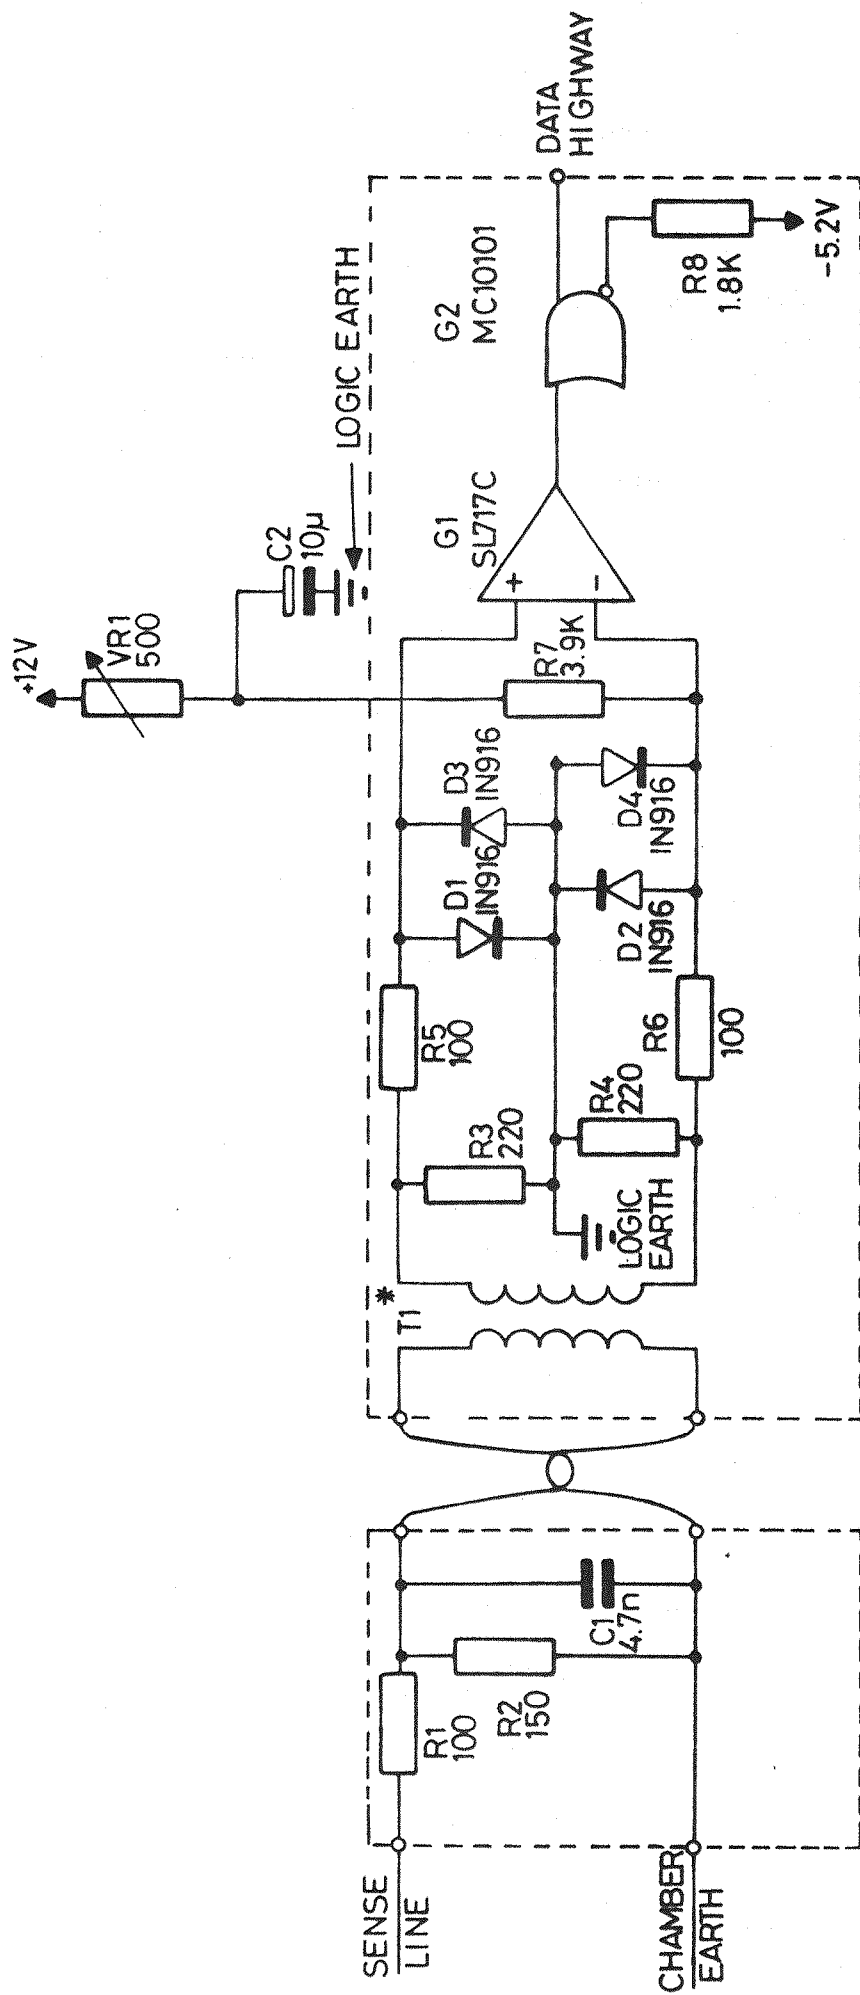 SENSE
LINE
CHAMBER
EARTH
R1
100
R2
150
C1
4.7n
*
T1
LOGIC
EARTH
R3
220
R4
220
R5
100
R6
100
D1
IN916
D2
IN916
D3
IN916
D4
IN916
+12V
VR1
500
C2
10µ
LOGIC EARTH
R7
3.9K
+
−
G1
SL717C
G2
MC10101
R8
1.8K
−5.2V
DATA
HIGHWAY